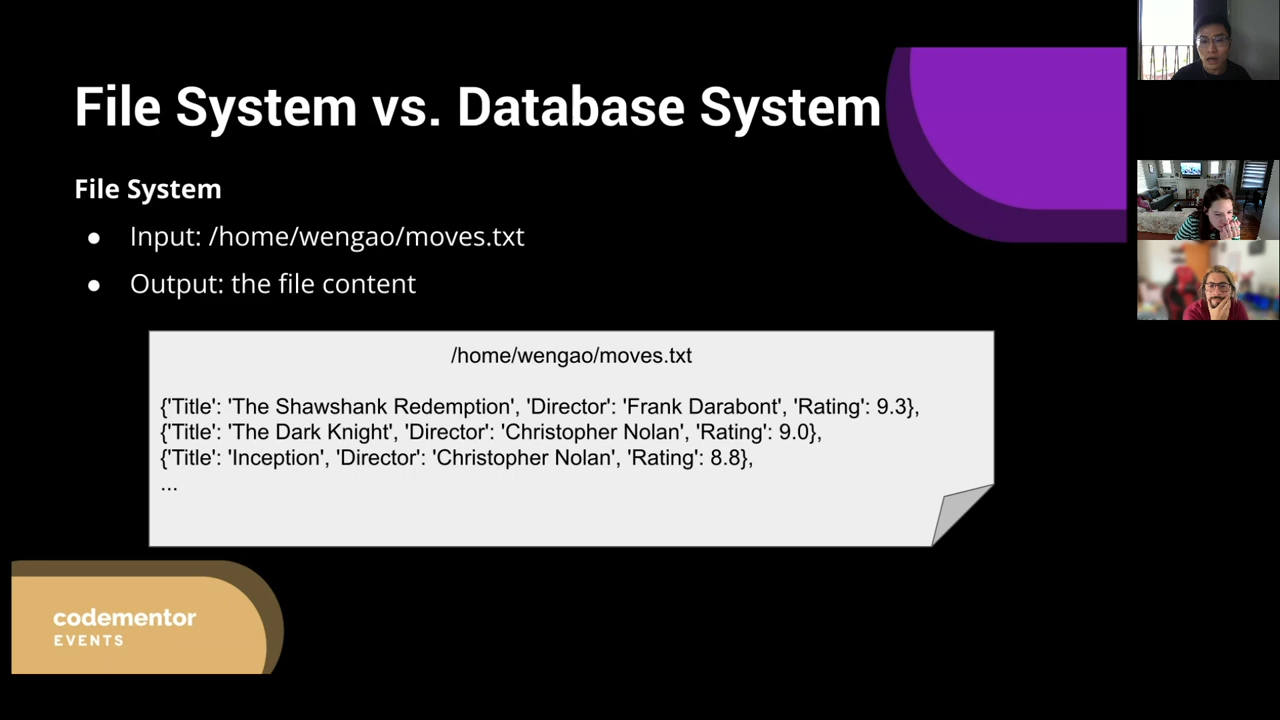 File System vs. Database System
File System
● Input: /home/wengao/moves.txt
● Output: the file content
/home/wengao/moves.txt
{'Title': 'The Shawshank Redemption', 'Director': 'Frank Darabont', 'Rating': 9.3},
{'Title': 'The Dark Knight', 'Director': 'Christopher Nolan', 'Rating': 9.0},
{'Title': 'Inception', 'Director': 'Christopher Nolan', 'Rating': 8.8},
...
codementor
EVENTS